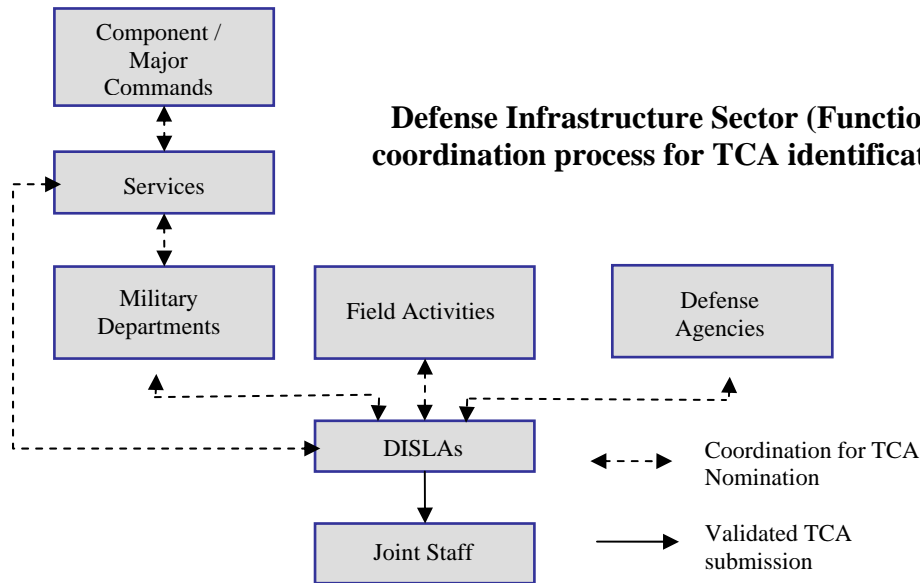 Component /
Major
Commands
Defense Infrastructure Sector (Functio
coordination process for TCA identificat
Services
Military
Departments
Field Activities
Defense
Agencies
DISLAs
Coordination for TCA
Nomination
Joint Staff
Validated TCA
submission